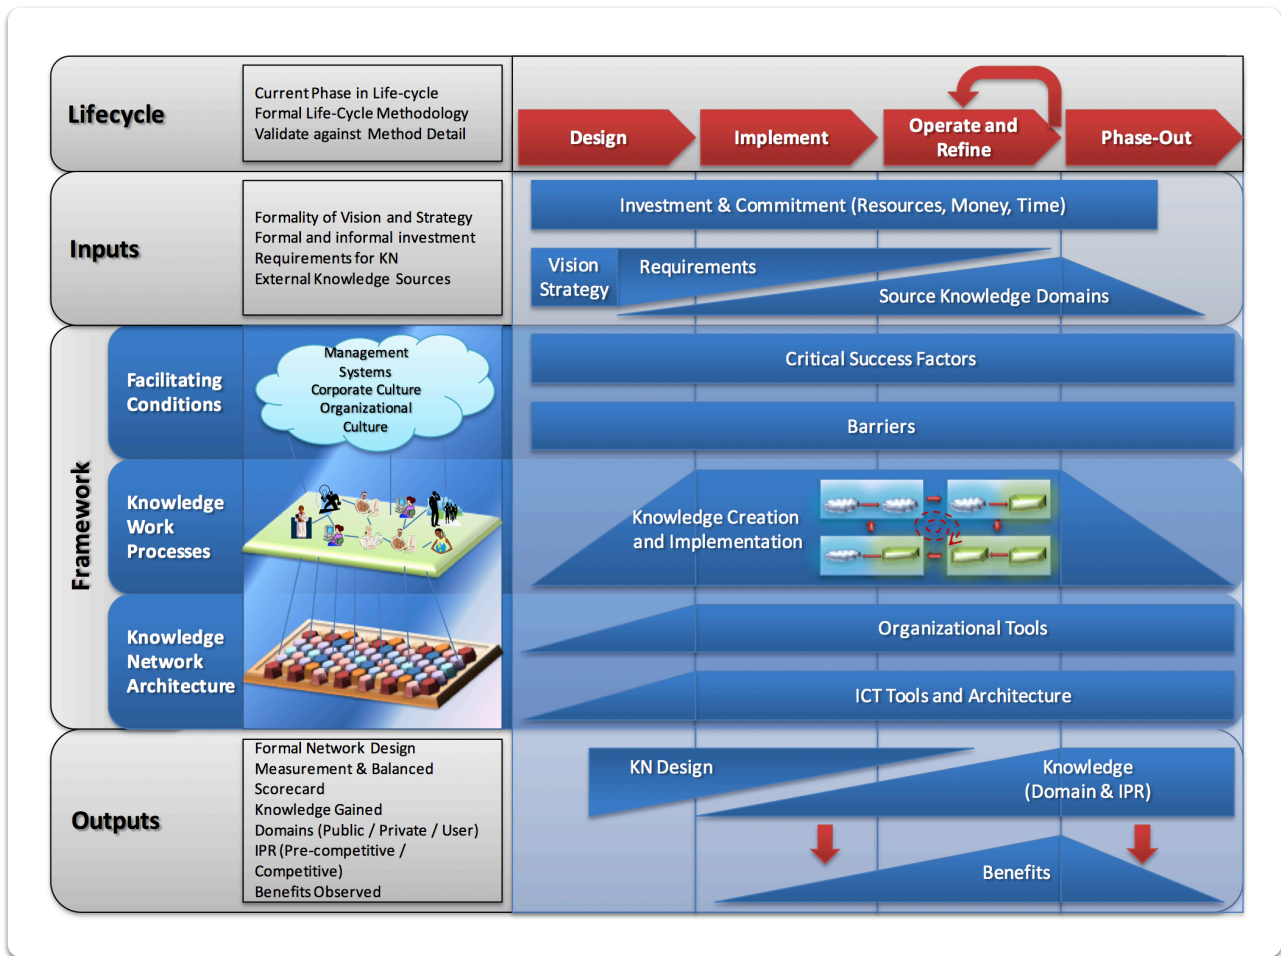 Lifecycle
Current Phase in Life-cycle
Formal Life-Cycle Methodology
Validate against Method Detail
Design
Implement
Operate and
Refine
Phase-Out
Inputs
Formality of Vision and Strategy
Formal and informal investment
Requirements for KN
External Knowledge Sources
Investment & Commitment (Resources, Money, Time)
Vision
Strategy
Requirements
Source Knowledge Domains
Framework
Facilitating
Conditions
Management
Systems
Corporate Culture
Organizational
Culture
Critical Success Factors
Barriers
Knowledge
Work
Processes
Knowledge Creation
and Implementation
Knowledge
Network
Architecture
Organizational Tools
ICT Tools and Architecture
Outputs
Formal Network Design
Measurement & Balanced
Scorecard
Knowledge Gained
Domains (Public / Private / User)
IPR (Pre-competitive /
Competitive)
Benefits Observed
KN Design
Knowledge
(Domain & IPR)
Benefits